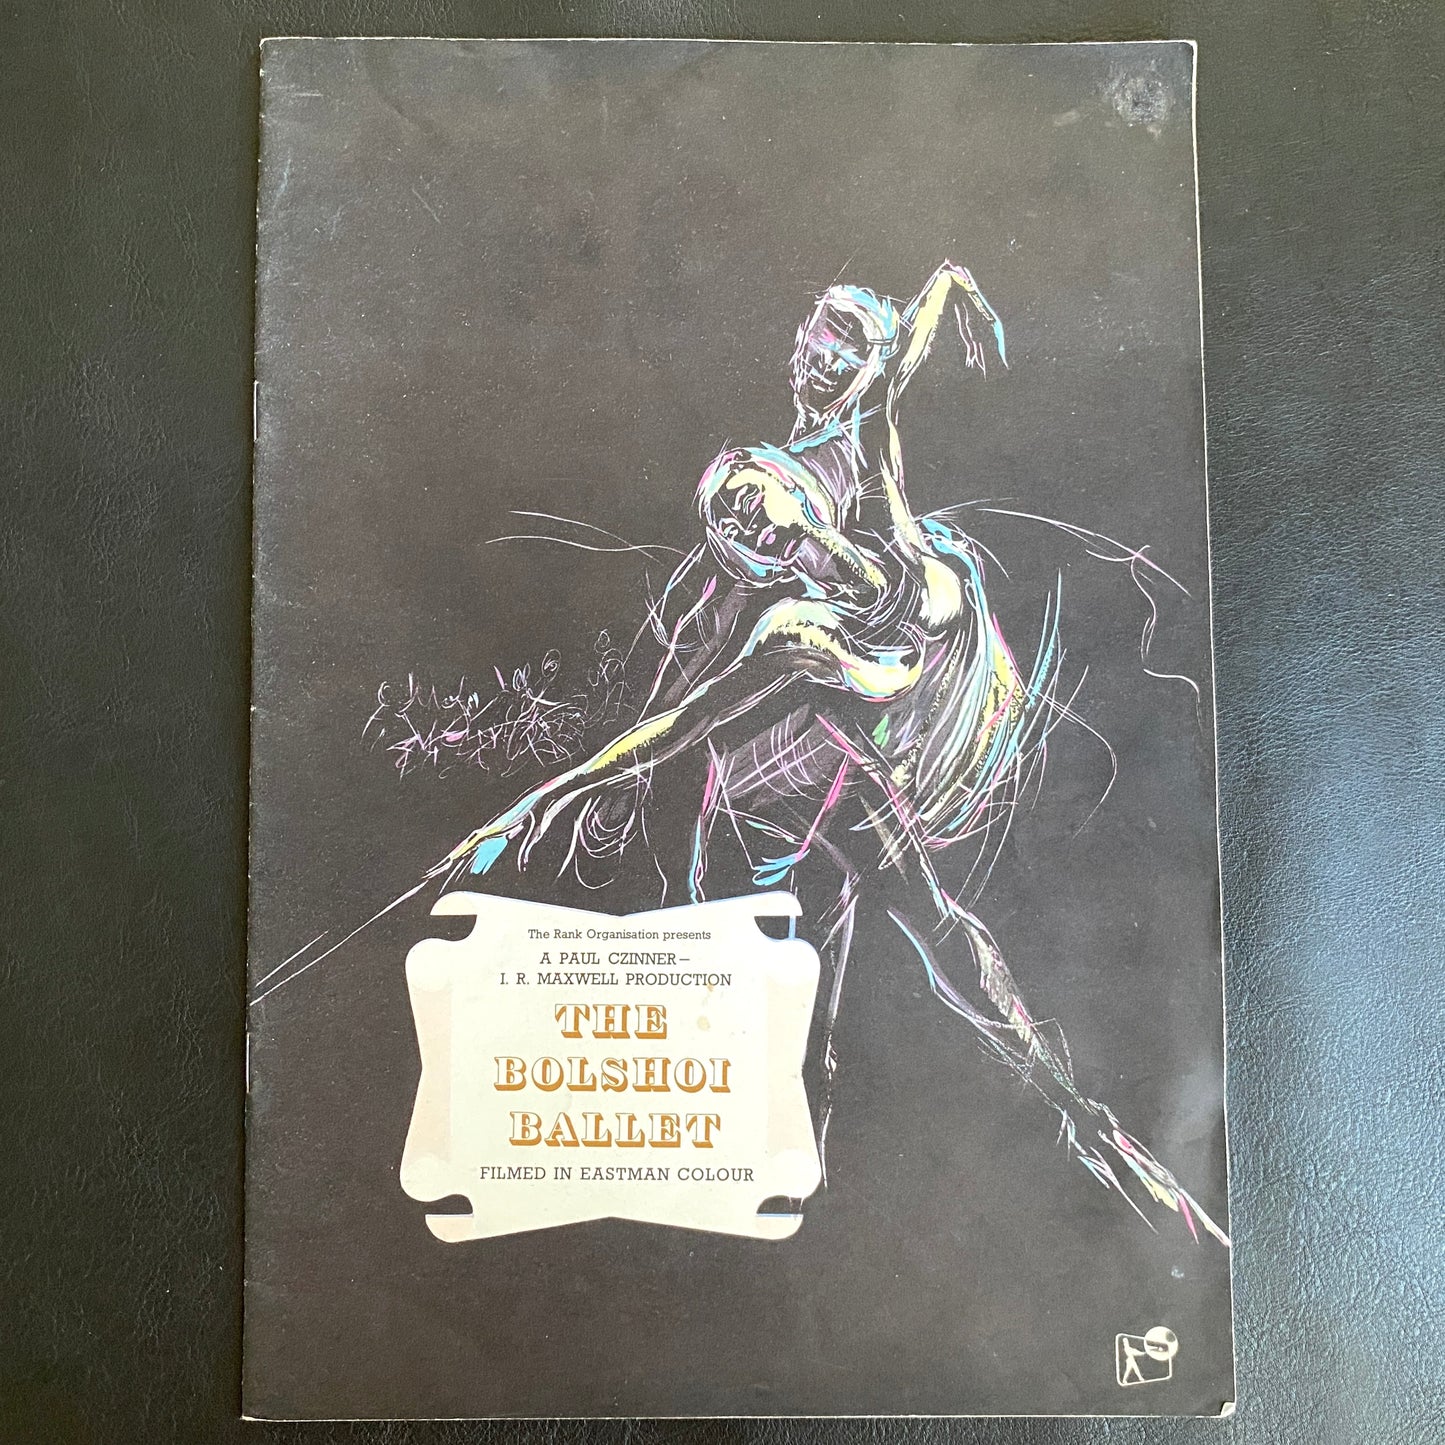 The Rank Organisation presents
A PAUL CZINNER—
I. R. MAXWELL PRODUCTION
THE
BOLSHOI
BALLET
FILMED IN EASTMAN COLOUR